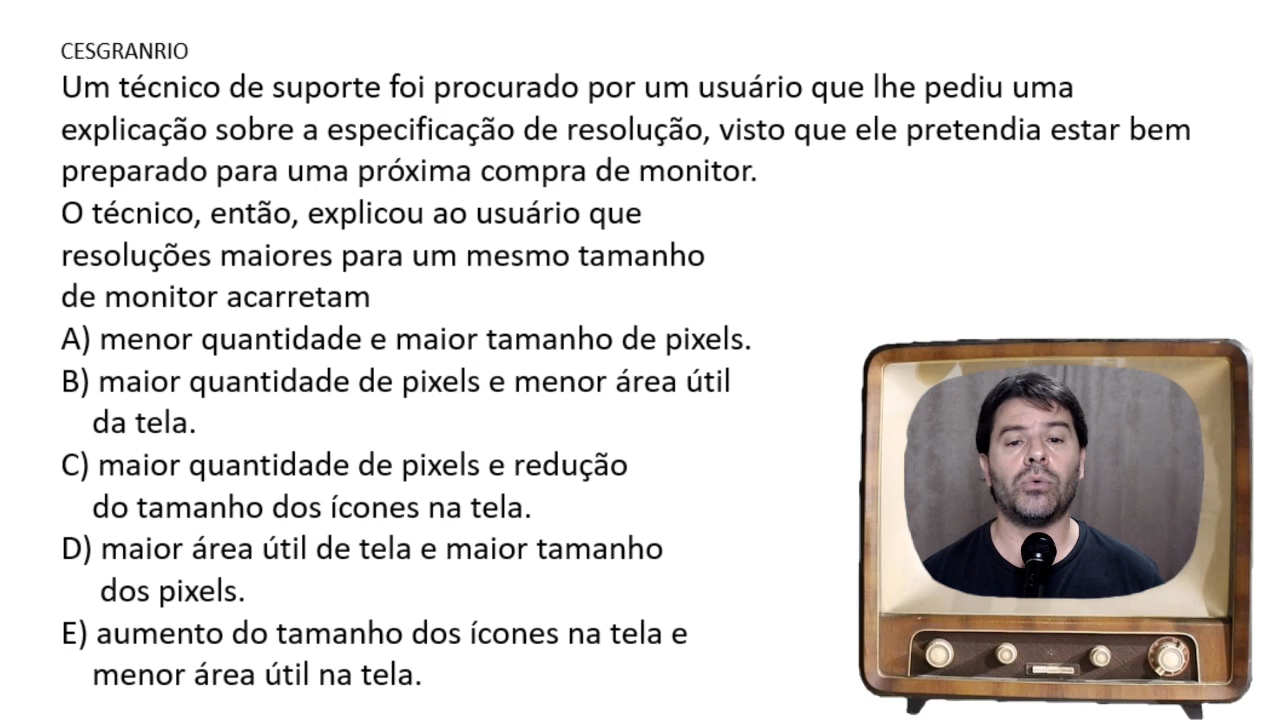 CESGRANRIO
Um técnico de suporte foi procurado por um usuário que lhe pediu uma
explicação sobre a especificação de resolução, visto que ele pretendia estar bem
preparado para uma próxima compra de monitor.
O técnico, então, explicou ao usuário que
resoluções maiores para um mesmo tamanho
de monitor acarretam
A) menor quantidade e maior tamanho de pixels.
B) maior quantidade de pixels e menor área útil
da tela.
C) maior quantidade de pixels e redução
do tamanho dos ícones na tela.
D) maior área útil de tela e maior tamanho
dos pixels.
E) aumento do tamanho dos ícones na tela e
menor área útil na tela.